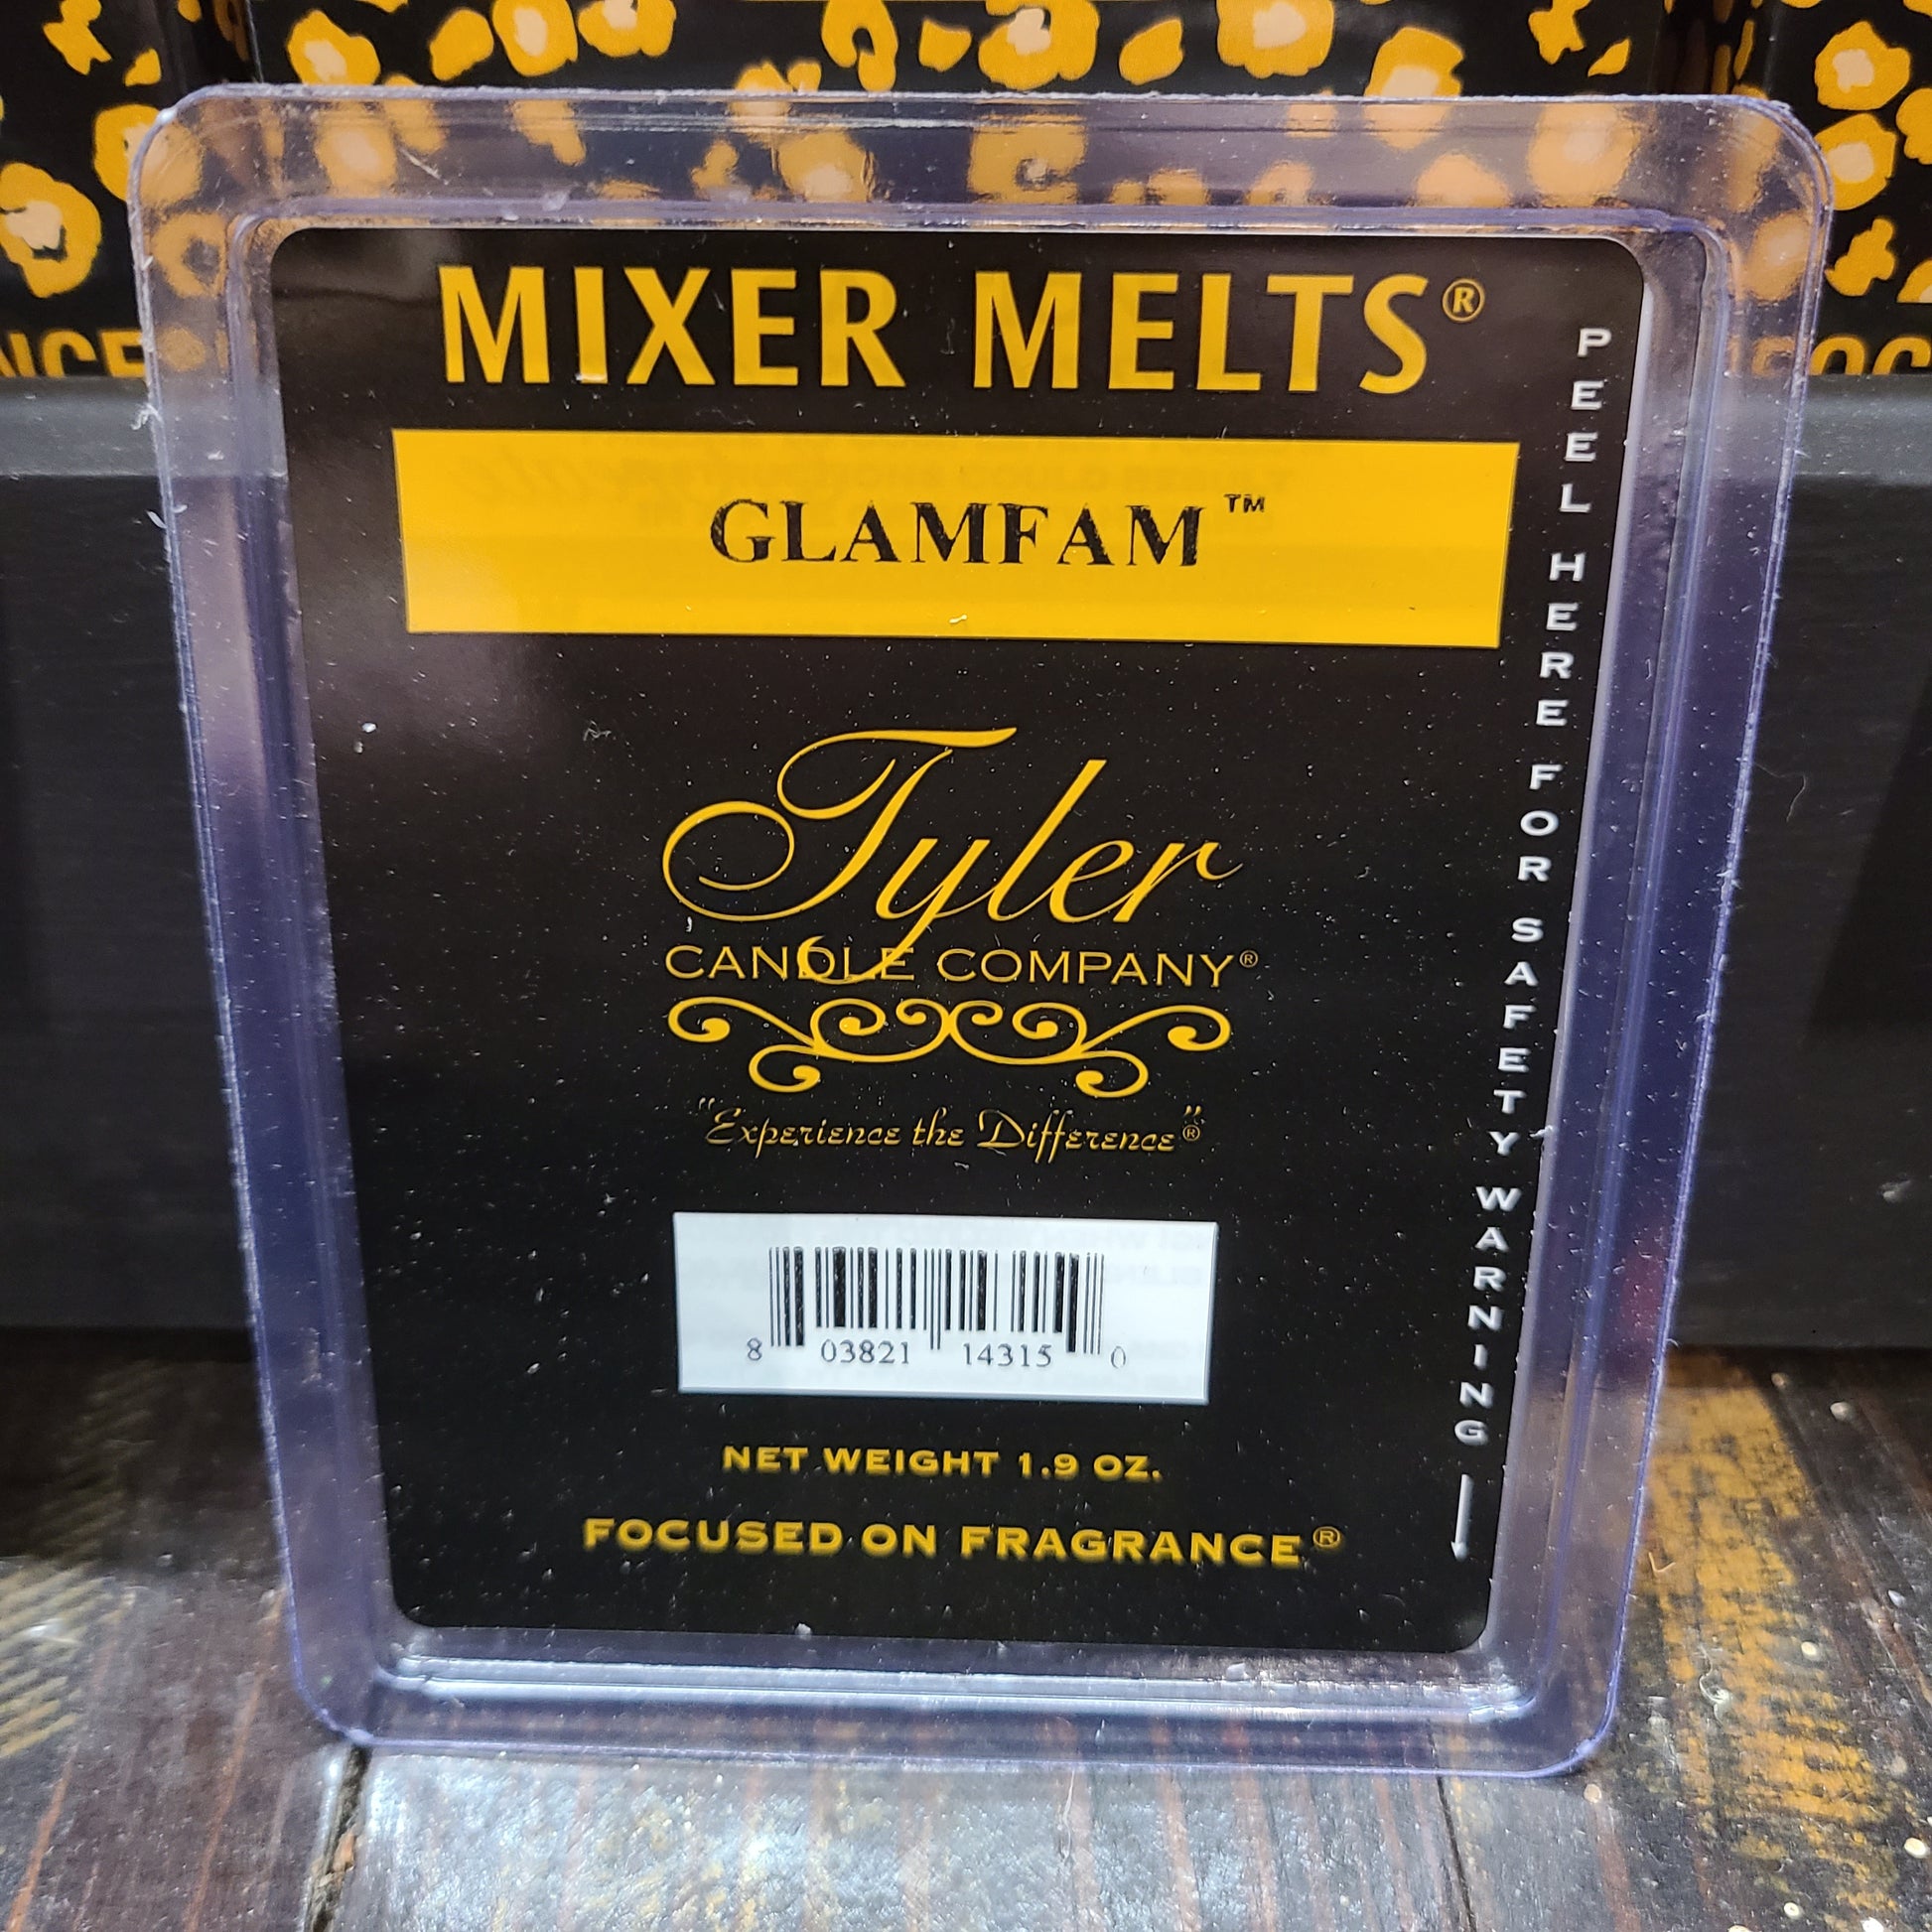 MIXER MELTS®
GLAMFAM™
Tyler
CANDLE COMPANY®
"Experience the Difference"®
8 03821 14315 0
NET WEIGHT 1.9 OZ.
FOCUSED ON FRAGRANCE®
PEEL HERE FOR SAFETY WARNING